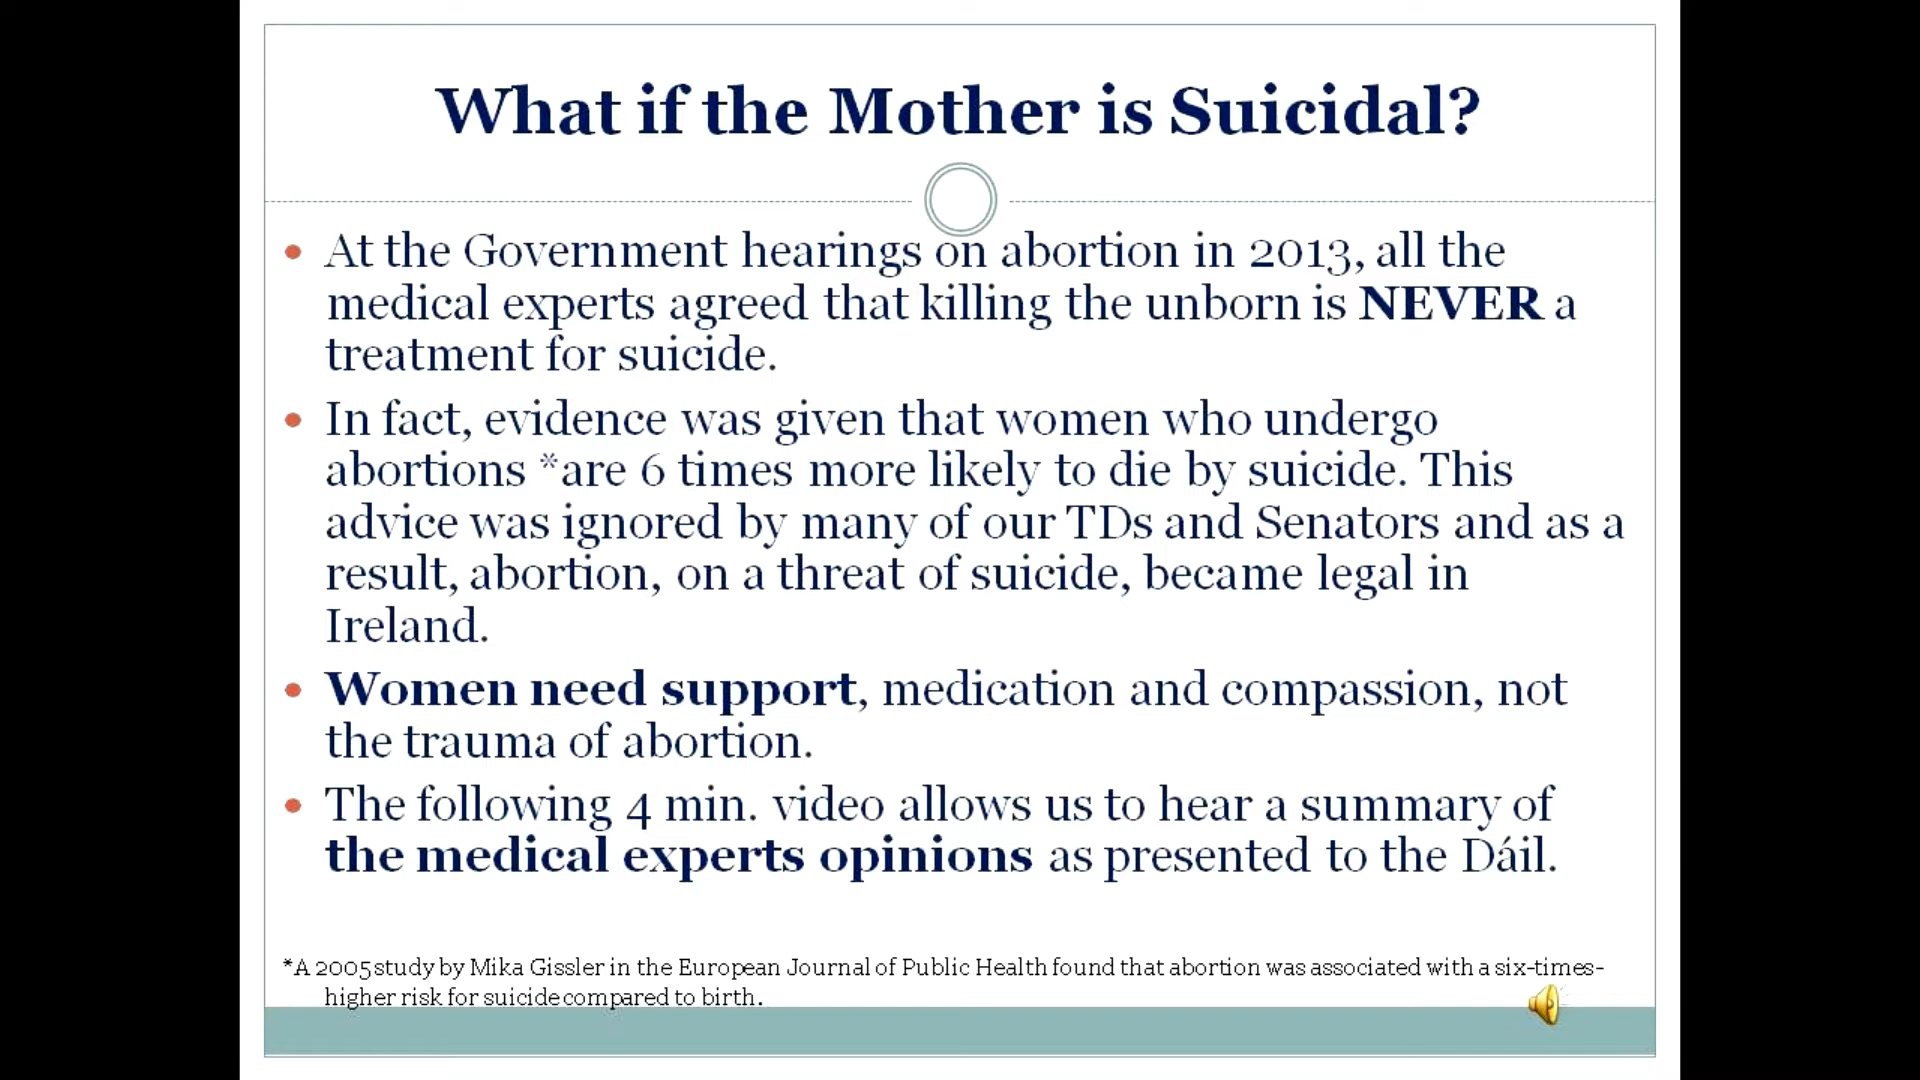 What if the Mother is Suicidal?
• At the Government hearings on abortion in 2013, all the
medical experts agreed that killing the unborn is NEVER a
treatment for suicide.
• In fact, evidence was given that women who undergo
abortions *are 6 times more likely to die by suicide. This
advice was ignored by many of our TDs and Senators and as a
result, abortion, on a threat of suicide, became legal in
Ireland.
• Women need support, medication and compassion, not
the trauma of abortion.
• The following 4 min. video allows us to hear a summary of
the medical experts opinions as presented to the Dáil.
*A 2005 study by Mika Gissler in the European Journal of Public Health found that abortion was associated with a six-times-
higher risk for suicide compared to birth.